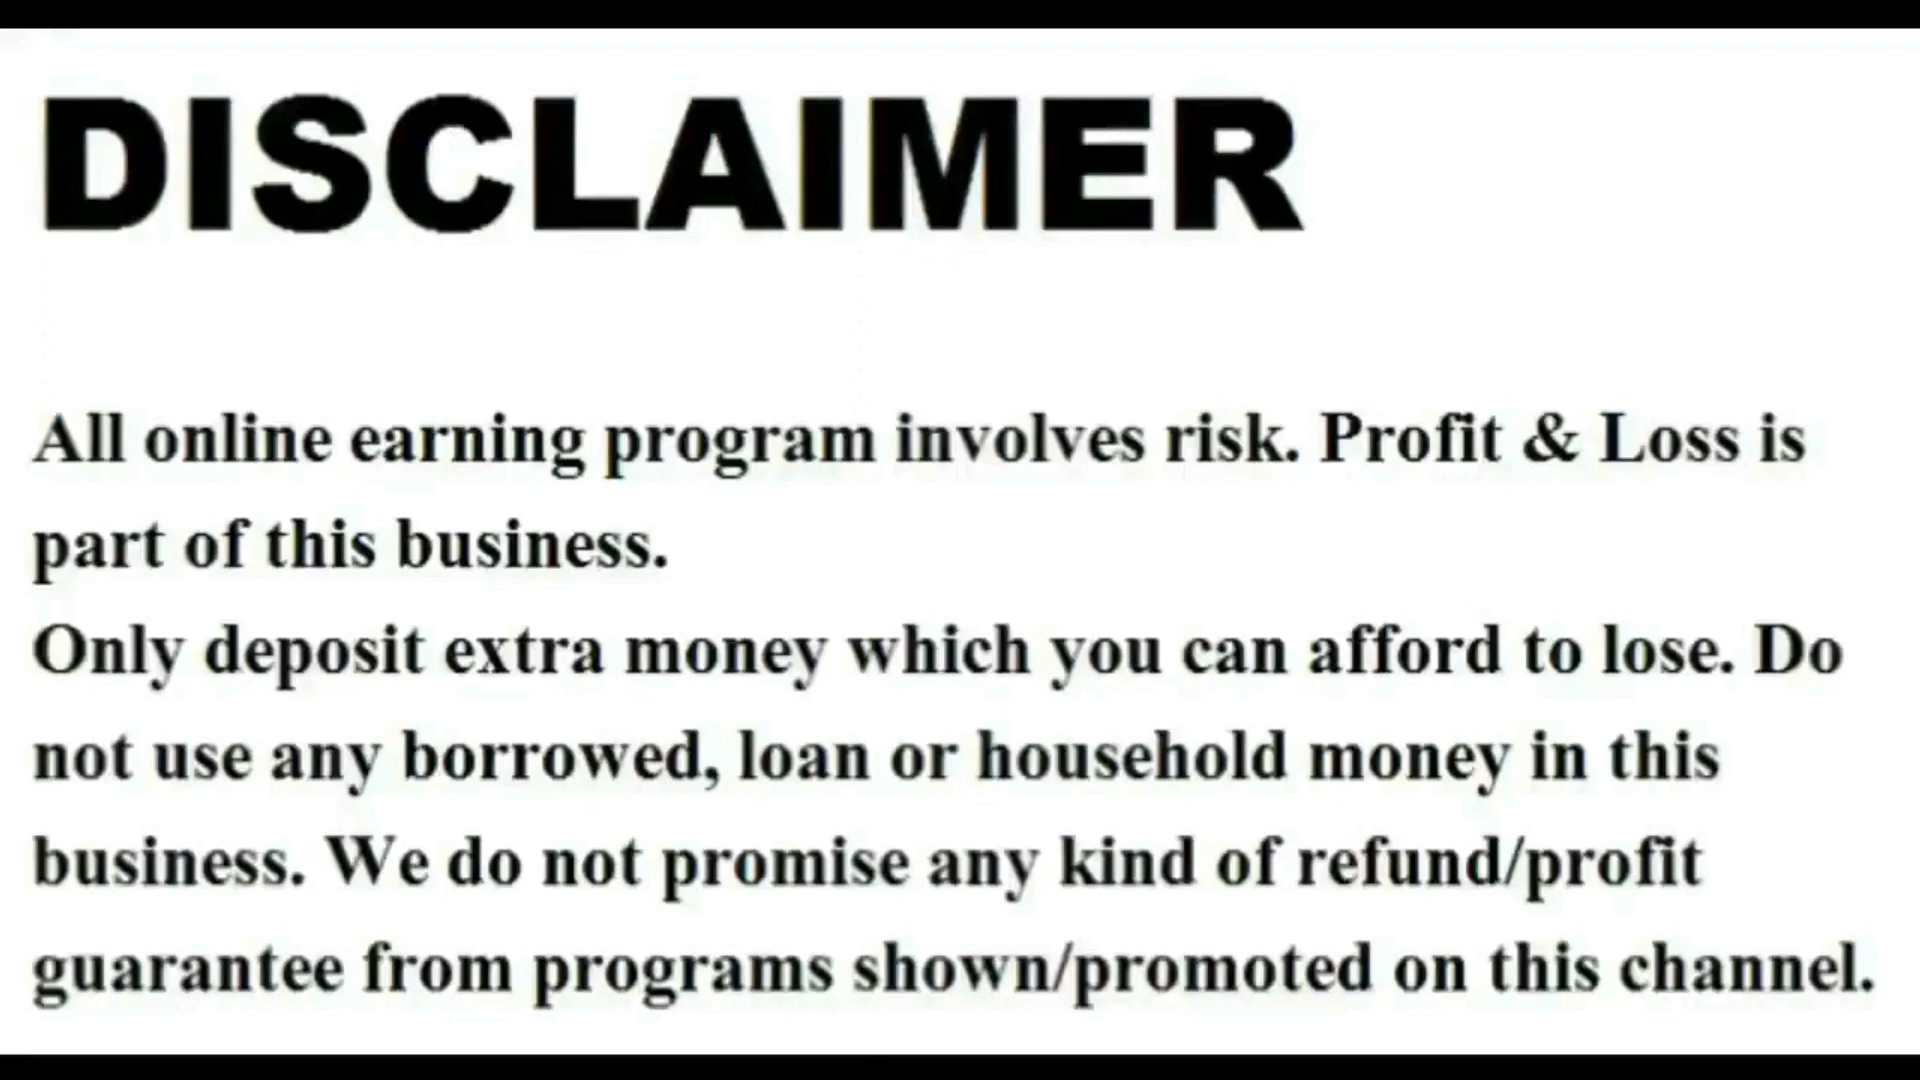 DISCLAIMER
All online earning program involves risk. Profit & Loss is
part of this business.
Only deposit extra money which you can afford to lose. Do
not use any borrowed, loan or household money in this
business. We do not promise any kind of refund/profit
guarantee from programs shown/promoted on this channel.